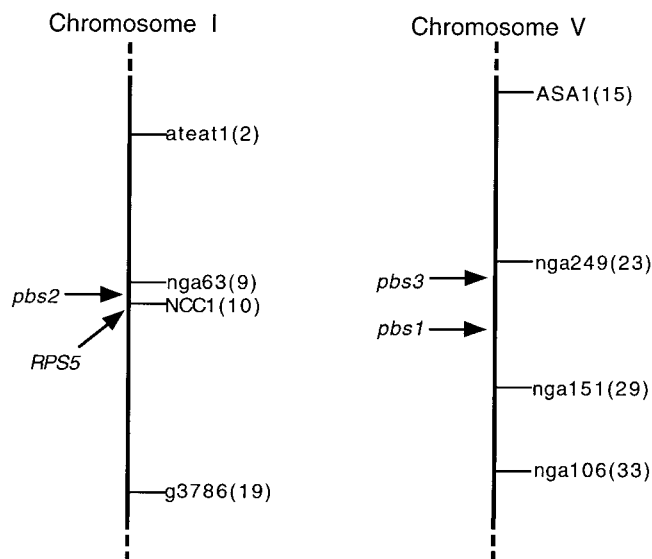 Chromosome I
ateat1(2)
nga63(9)
pbs2
NCC1(10)
RPS5
g3786(19)
Chromosome V
ASA1(15)
nga249(23)
pbs3
pbs1
nga151(29)
nga106(33)